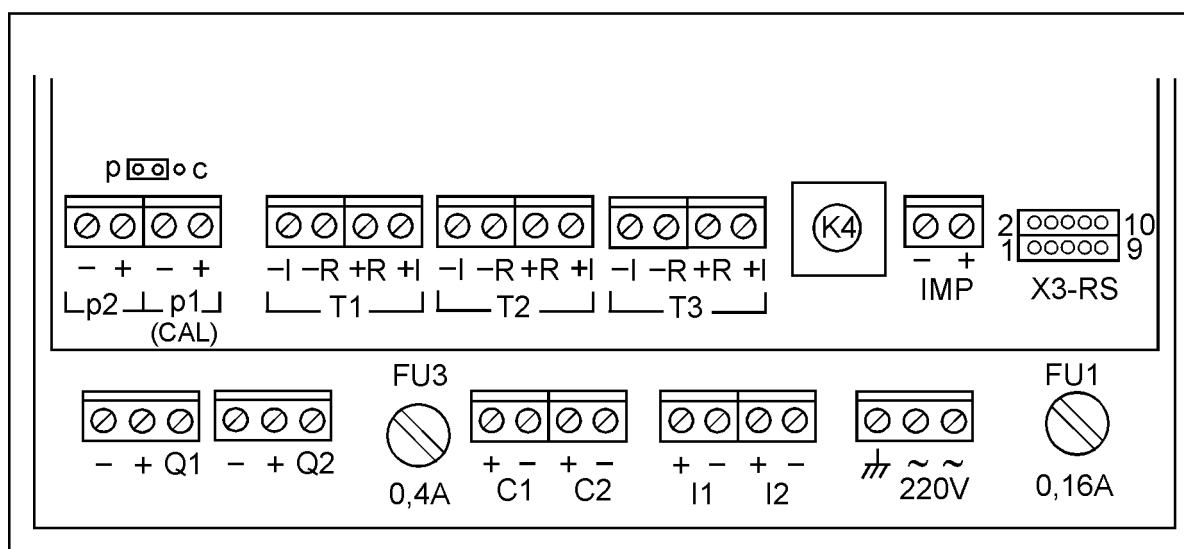 p c
K4
2 10
1 9
− + − +
−I −R +R +I −I −R +R +I −I −R +R +I
− +
p2 p1 T1 T2 T3 IMP X3-RS
(CAL)
FU3 FU1
− + Q1 − + Q2 + − + − + − + − ~ ~
C1 C2 I1 I2 220V
0,4A 0,16A